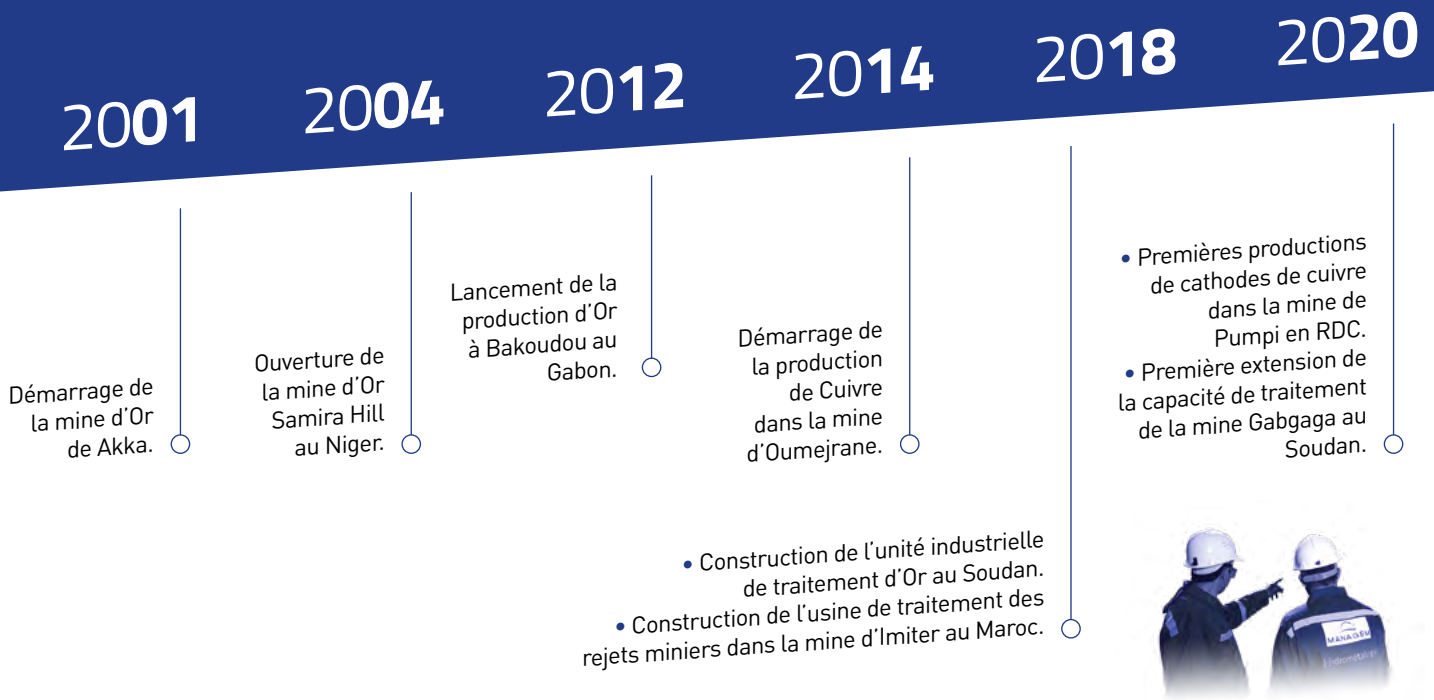 2001
2004
2012
2014
2018
2020
Démarrage de
la mine d’Or
de Akka.
Ouverture de
la mine d’Or
Samira Hill
au Niger.
Lancement de la
production d’Or
à Bakoudou au
Gabon.
Démarrage de
la production
de Cuivre
dans la mine
d’Oumejrane.
• Construction de l’unité industrielle
de traitement d’Or au Soudan.
• Construction de l’usine de traitement des
rejets miniers dans la mine d’Imiter au Maroc.
• Premières productions
de cathodes de cuivre
dans la mine de
Pumpi en RDC.
• Première extension de
la capacité de traitement
de la mine Gabgaga au
Soudan.
MANAGEM